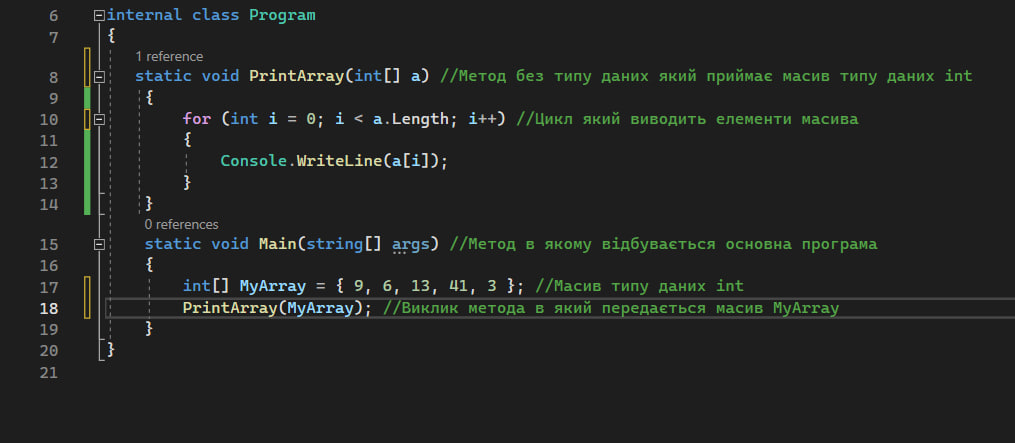 6 internal class Program
7 {
1 reference
8 static void PrintArray(int[] a) //Метод без типу даних який приймає масив типу даних int
9 {
10 for (int i = 0; i < a.Length; i++) //Цикл який виводить елементи масива
11 {
12 Console.WriteLine(a[i]);
13 }
14 }
0 references
15 static void Main(string[] args) //Метод в якому відбувається основна програма
16 {
17 int[] MyArray = { 9, 6, 13, 41, 3 }; //Масив типу даних int
18 PrintArray(MyArray); //Виклик метода в який передається масив MyArray
19 }
20 }
21